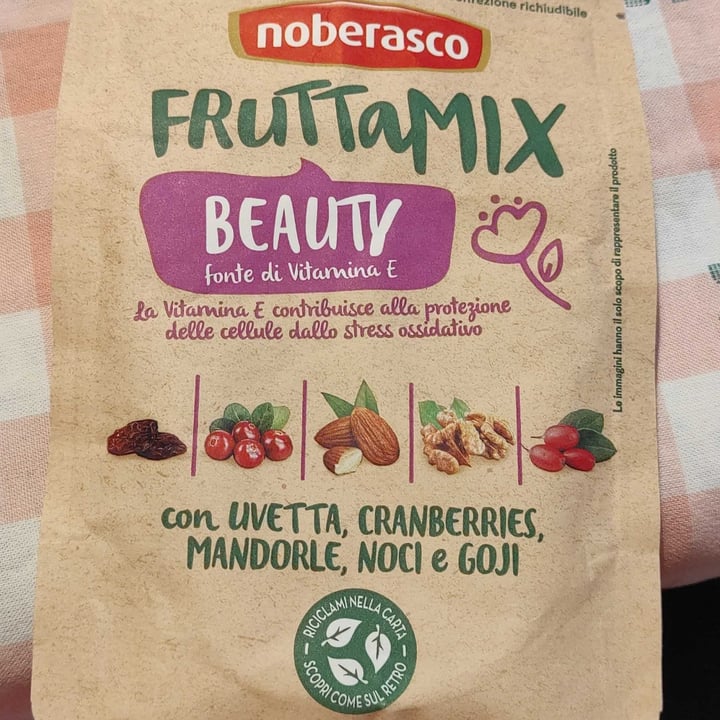 confezione richiudibile
noberasco
FRUTTaMIX
BEAUTY
fonte di Vitamina E
La Vitamina E contribuisce alla protezione
delle cellule dallo stress ossidativo
Le immagini hanno il solo scopo di rappresentare il prodotto
con UVETTA, CRANBERRIES,
MANDORLE, NOCI e GOJI
RICICLAMI NELLA CARTA
SCOPRI COME SUL RETRO